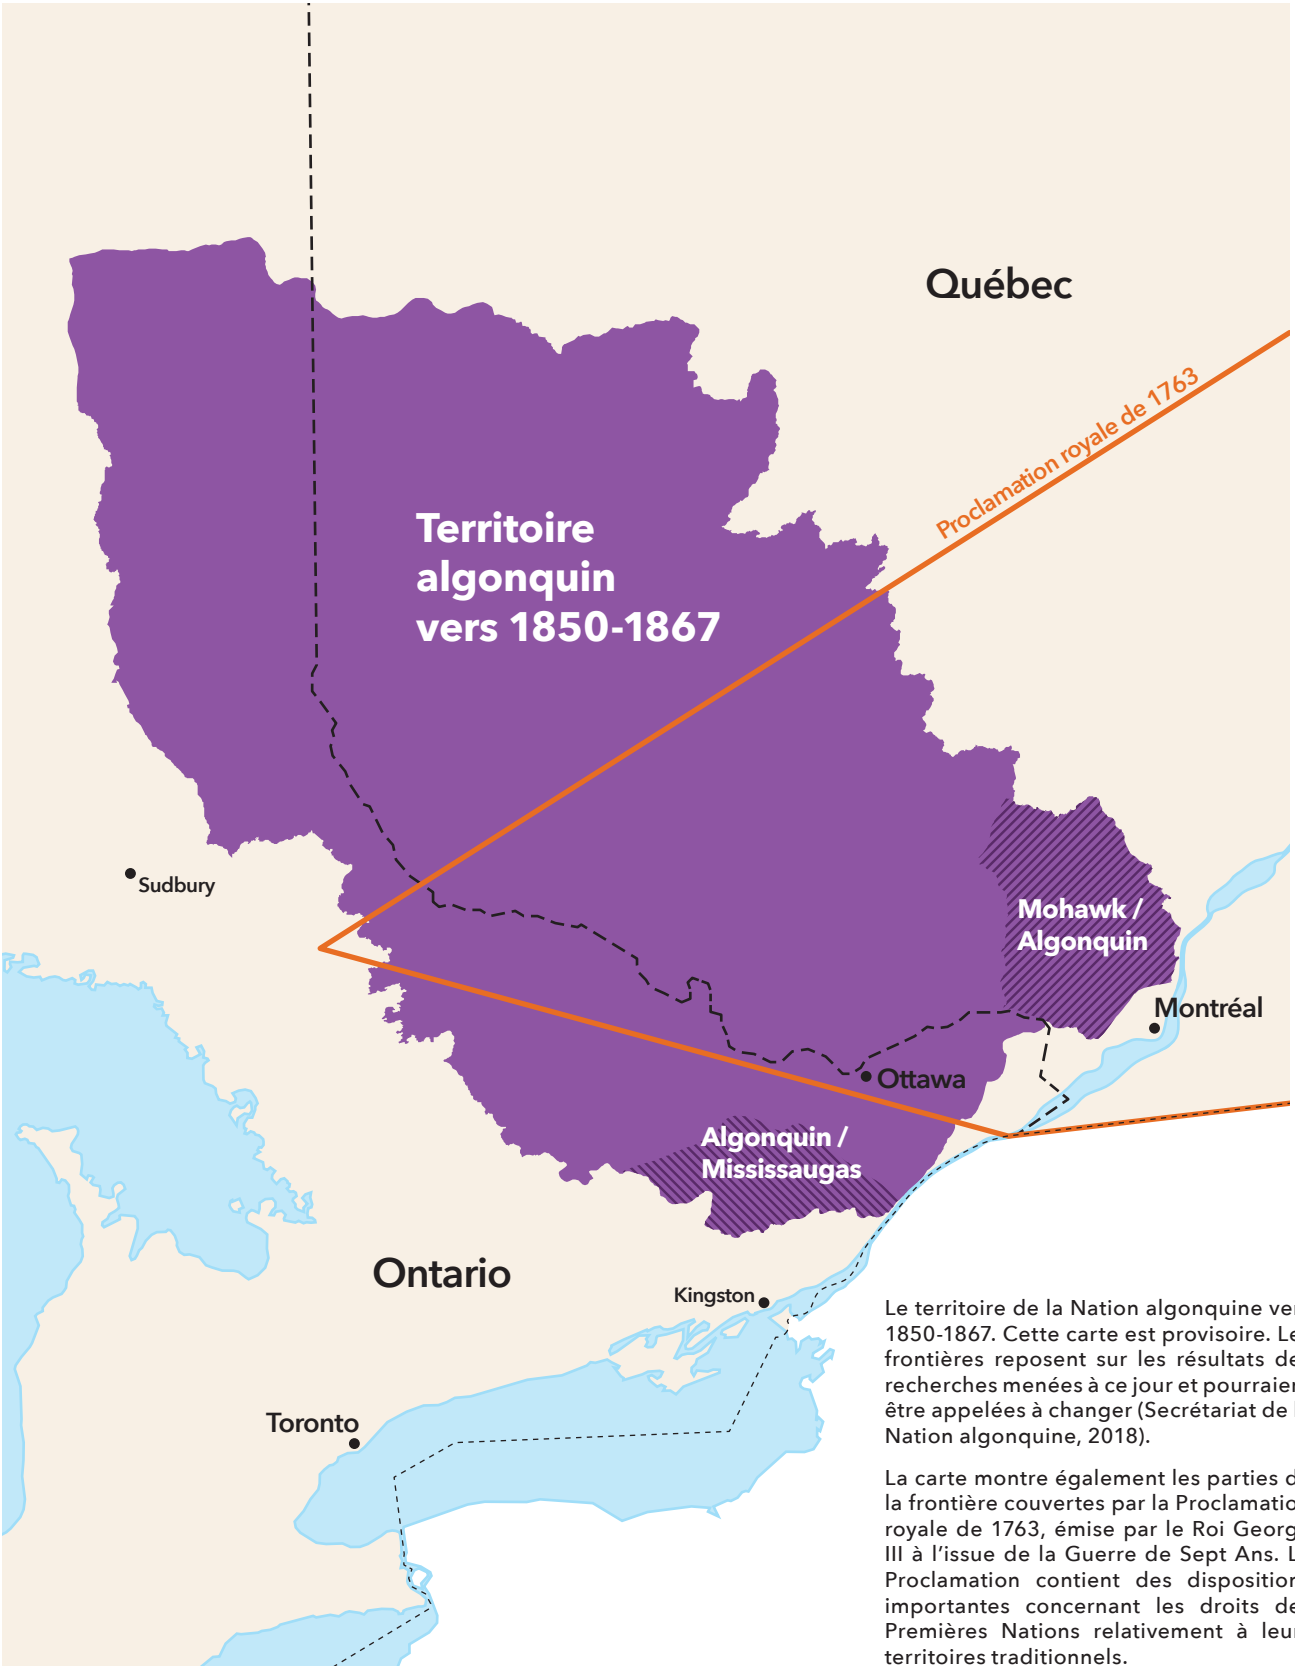 Québec
Proclamation royale de 1763
Territoire
algonquin
vers 1850-1867
Sudbury
Mohawk /
Algonquin
Montréal
Ottawa
Algonquin /
Mississaugas
Ontario
Kingston
Toronto
Le territoire de la Nation algonquine ver
1850-1867. Cette carte est provisoire. Le
frontières reposent sur les résultats de
recherches menées à ce jour et pourraien
être appelées à changer (Secrétariat de l
Nation algonquine, 2018).
La carte montre également les parties d
la frontière couvertes par la Proclamatio
royale de 1763, émise par le Roi Georg
III à l'issue de la Guerre de Sept Ans. L
Proclamation contient des disposition
importantes concernant les droits de
Premières Nations relativement à leur
territoires traditionnels.